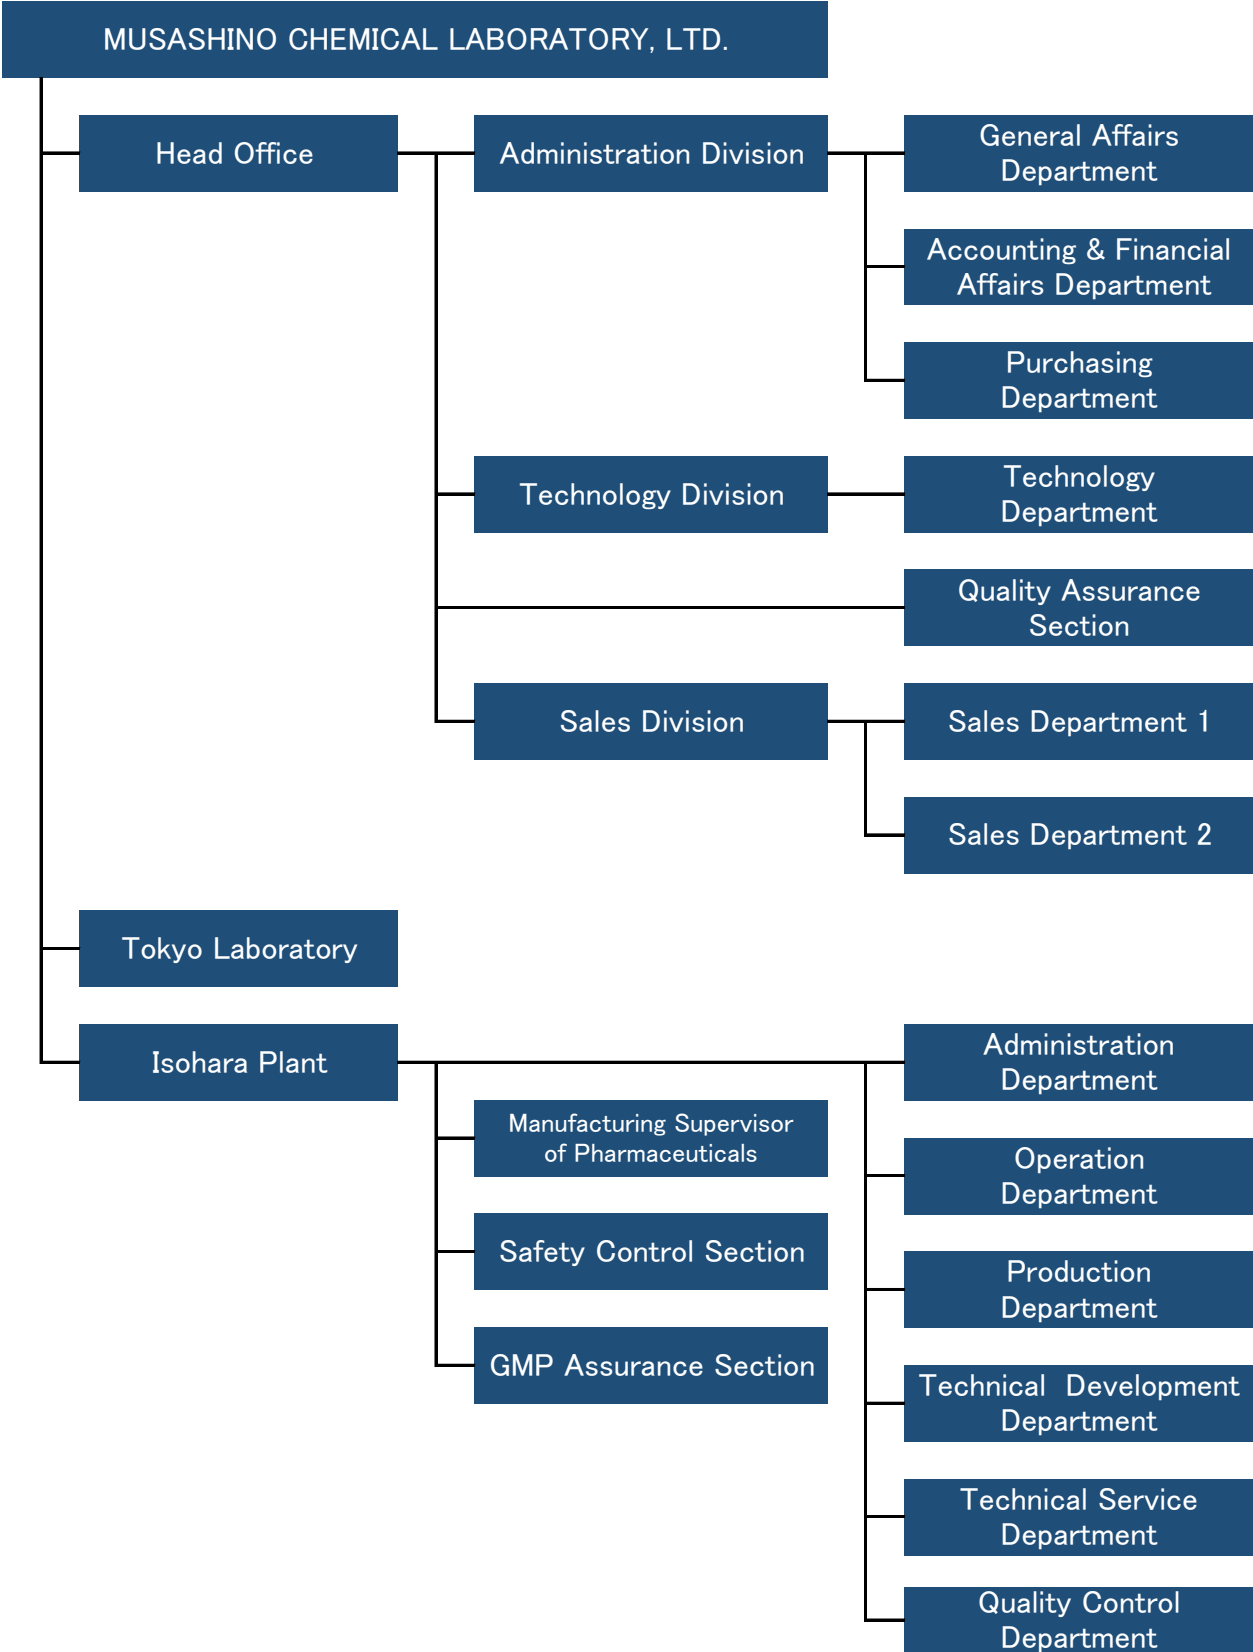 MUSASHINO CHEMICAL LABORATORY, LTD.
Head Office
Administration Division
General Affairs
Department
Accounting & Financial
Affairs Department
Purchasing
Department
Technology Division
Technology
Department
Quality Assurance
Section
Sales Division
Sales Department 1
Sales Department 2
Tokyo Laboratory
Isohara Plant
Administration
Department
Manufacturing Supervisor
of Pharmaceuticals
Operation
Department
Safety Control Section
Production
Department
GMP Assurance Section
Technical Development
Department
Technical Service
Department
Quality Control
Department